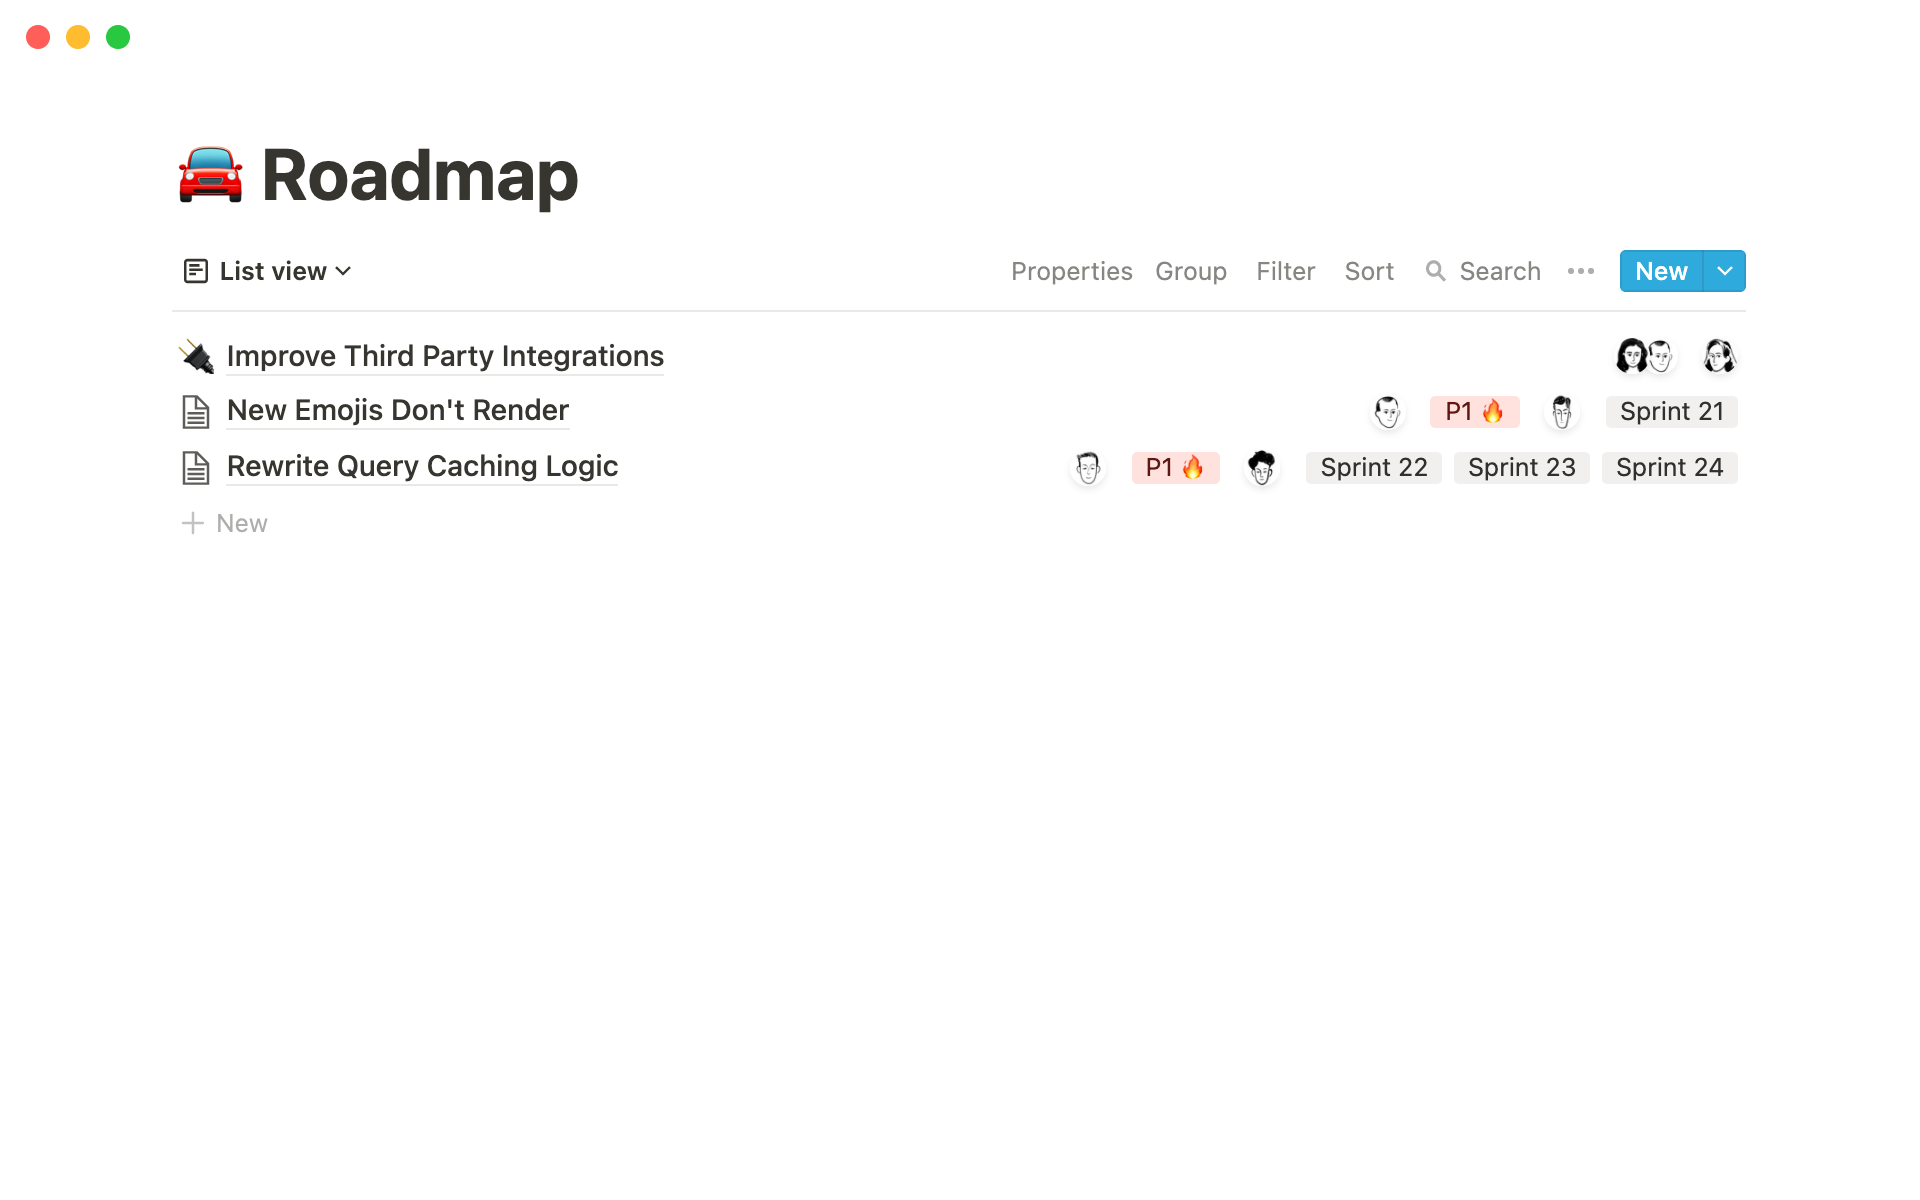 🚘 Roadmap
List view Properties Group Filter Sort Search ••• New
🔌 Improve Third Party Integrations
New Emojis Don't Render P1 🔥 Sprint 21
Rewrite Query Caching Logic P1 🔥 Sprint 22 Sprint 23 Sprint 24
+ New